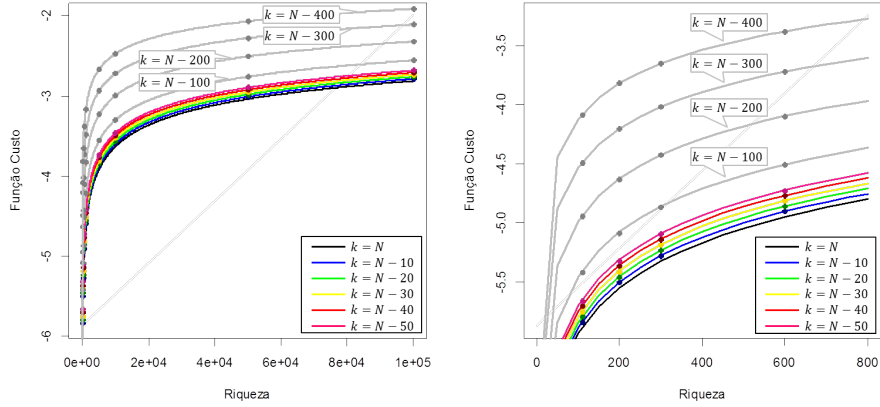 Função Custo
-2
-3
-4
-5
-6
k = N − 400
k = N − 300
k = N − 200
k = N − 100
k = N
k = N − 10
k = N − 20
k = N − 30
k = N − 40
k = N − 50
0e+00
2e+04
4e+04
6e+04
8e+04
1e+05
Riqueza
Função Custo
-3.5
-4.0
-4.5
-5.0
-5.5
k = N − 400
k = N − 300
k = N − 200
k = N − 100
k = N
k = N − 10
k = N − 20
k = N − 30
k = N − 40
k = N − 50
0
200
400
600
800
Riqueza